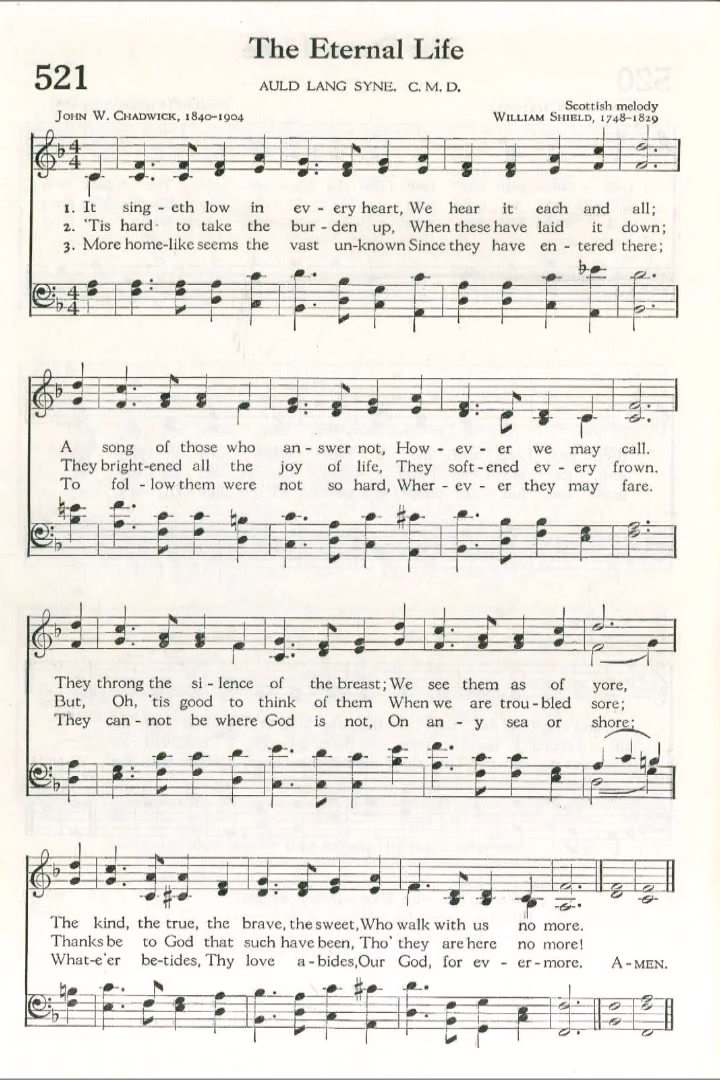 The Eternal Life
521
AULD LANG SYNE. C. M. D.
Scottish melody
JOHN W. CHADWICK, 1840-1904 WILLIAM SHIELD, 1748-1829
1. It sing - eth low in ev - ery heart, We hear it each and all;
2. 'Tis hard to take the bur - den up, When these have laid it down;
3. More home-like seems the vast un-known Since they have en - tered there;
A song of those who an - swer not, How - ev - er we may call.
They bright-ened all the joy of life, They soft - ened ev - ery frown.
To fol - low them were not so hard, Wher - ev - er they may fare.
They throng the si - lence of the breast; We see them as of yore,
But, Oh, 'tis good to think of them When we are trou - bled sore;
They can - not be where God is not, On an - y sea or shore;
The kind, the true, the brave, the sweet, Who walk with us no more.
Thanks be to God that such have been, Tho' they are here no more!
What-e'er be-tides, Thy love a - bides, Our God, for ev - er - more. A-MEN.